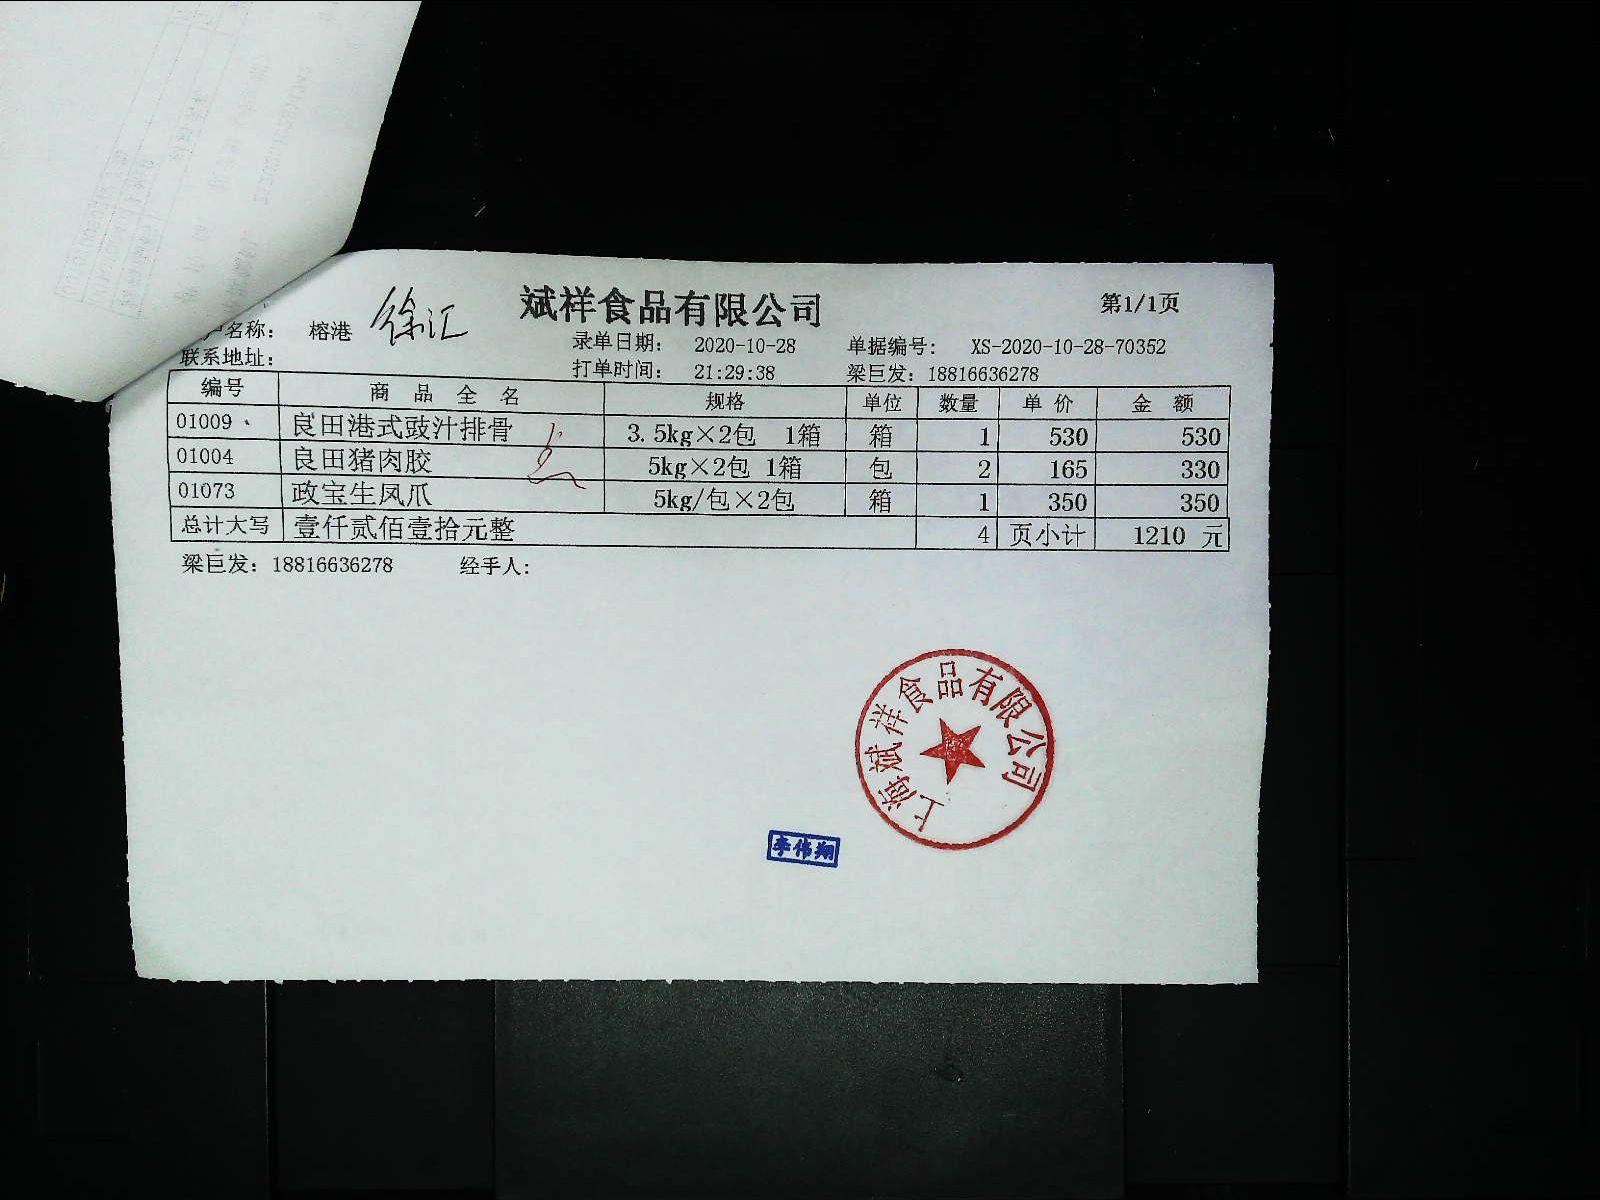 斌祥食品有限公司
第1/1页
户名称: 榕港 徐汇
录单日期: 2020-10-28 单据编号: XS-2020-10-28-70352
联系地址:
打单时间: 21:29:38 梁巨发: 18816636278
编号 商品全名 规格 单位 数量 单价 金额
01009 良田港式豉汁排骨 3.5kg×2包 1箱 箱 1 530 530
01004 良田猪肉胶 5kg×2包 1箱 包 2 165 330
01073 政宝生凤爪 5kg/包×2包 箱 1 350 350
总计大写 壹仟贰佰壹拾元整 4 页小计 1210 元
梁巨发: 18816636278 经手人:
上海斌祥食品有限公司
李伟翔